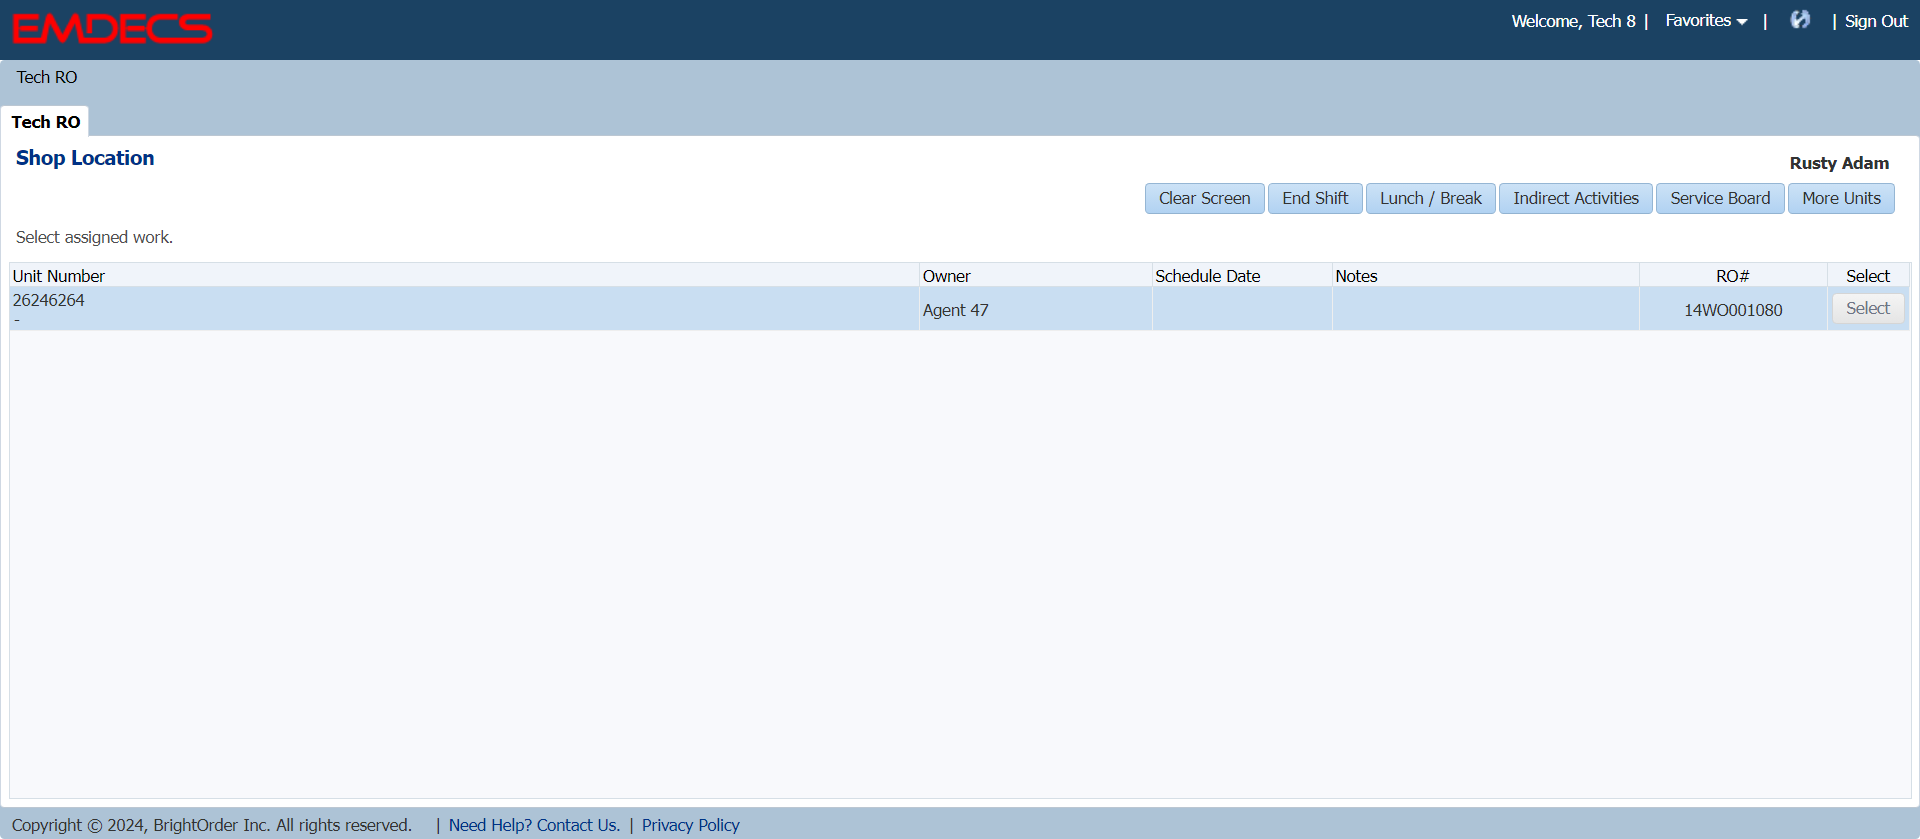 EMDECS
Welcome, Tech 8 | Favorites | | Sign Out
Tech RO
Tech RO
Shop Location
Rusty Adam
Clear Screen End Shift Lunch / Break Indirect Activities Service Board More Units
Select assigned work.
Unit Number Owner Schedule Date Notes RO# Select
26246264
-
Agent 47 14WO001080 Select
Copyright © 2024, BrightOrder Inc. All rights reserved. | Need Help? Contact Us. | Privacy Policy